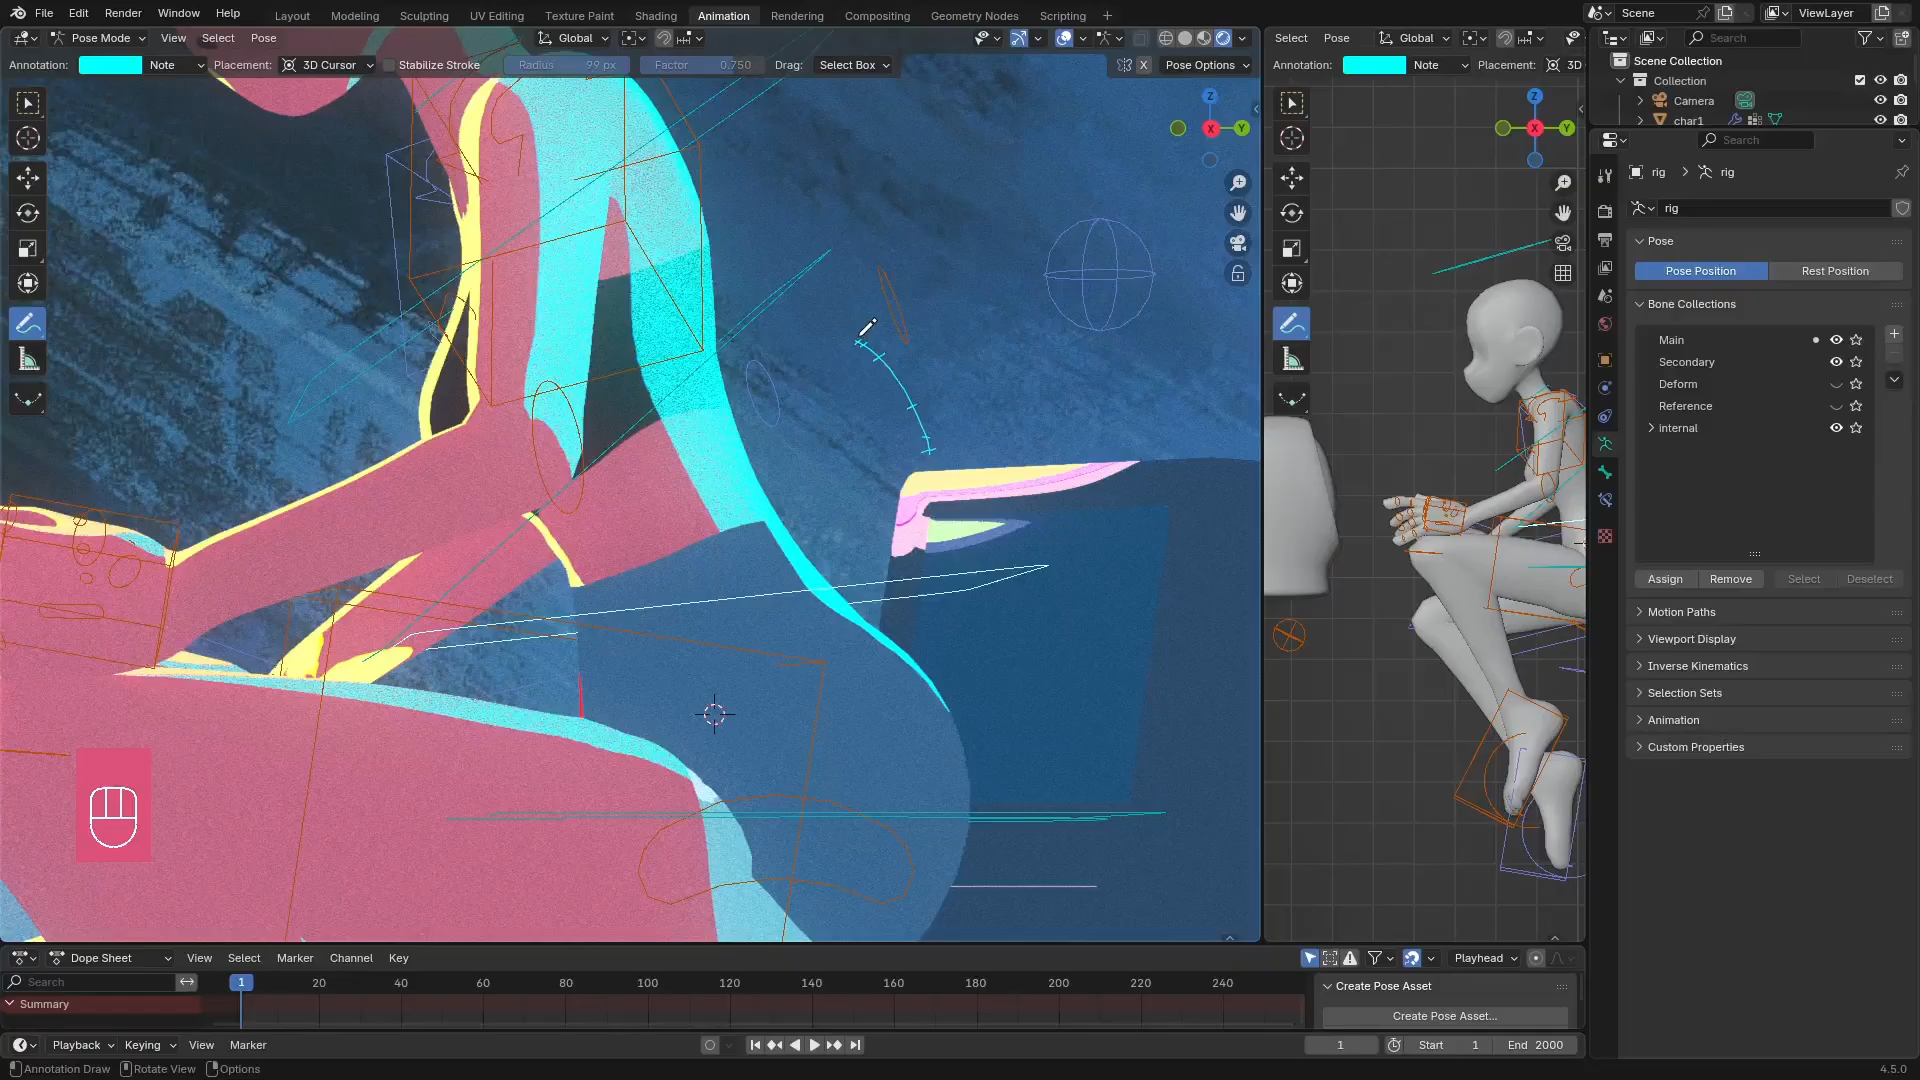 File Edit Render Window Help Layout Modeling Sculpting UV Editing Texture Paint Shading Animation Rendering Compositing Geometry Nodes Scripting + Scene ViewLayer
Pose Mode View Select Pose Global Select Pose Global Search
Annotation: Note Placement: 3D Cursor Stabilize Stroke Radius 99 px Factor 0.750 Drag: Select Box X Pose Options Annotation: Note Placement: 3D
Scene Collection
Collection
Camera
char1
Z
X
Y
Z
X
Y
Search
rig rig
rig
Pose
Pose Position Rest Position
Bone Collections
Main
Secondary
Deform
Reference
internal
Assign Remove Select Deselect
Motion Paths
Viewport Display
Inverse Kinematics
Selection Sets
Animation
Custom Properties
Dope Sheet View Select Marker Channel Key Playhead
Search 1 20 40 60 80 100 120 140 160 180 200 220 240 Create Pose Asset
Summary Create Pose Asset...
Playback Keying View Marker 1 Start 1 End 2000
Annotation Draw Rotate View Options 4.5.0